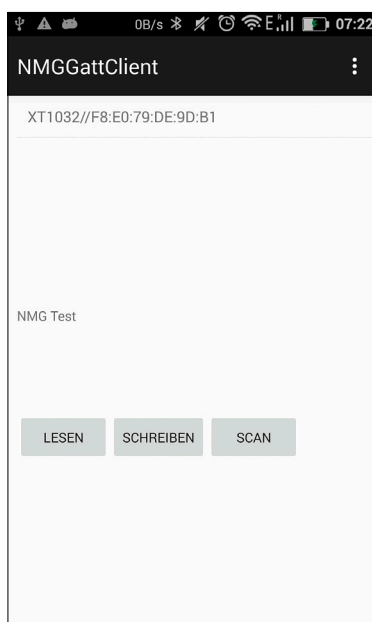 0B/s E R 07:22
NMGGattClient
XT1032//F8:E0:79:DE:9D:B1
NMG Test
LESEN SCHREIBEN SCAN